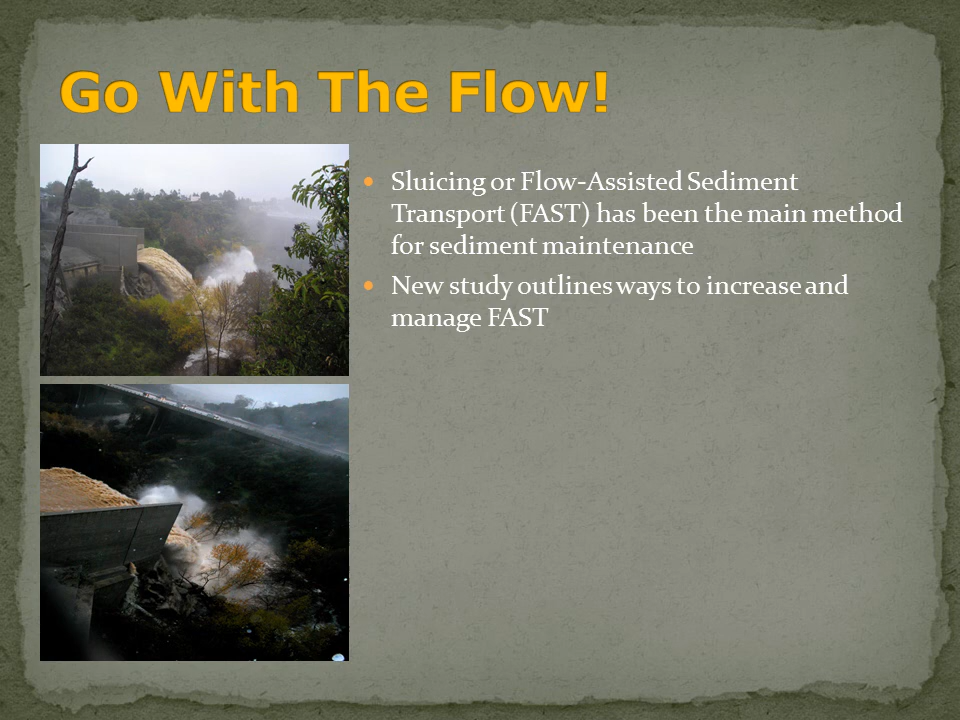 Go With The Flow!
• Sluicing or Flow-Assisted Sediment
Transport (FAST) has been the main method
for sediment maintenance
• New study outlines ways to increase and
manage FAST